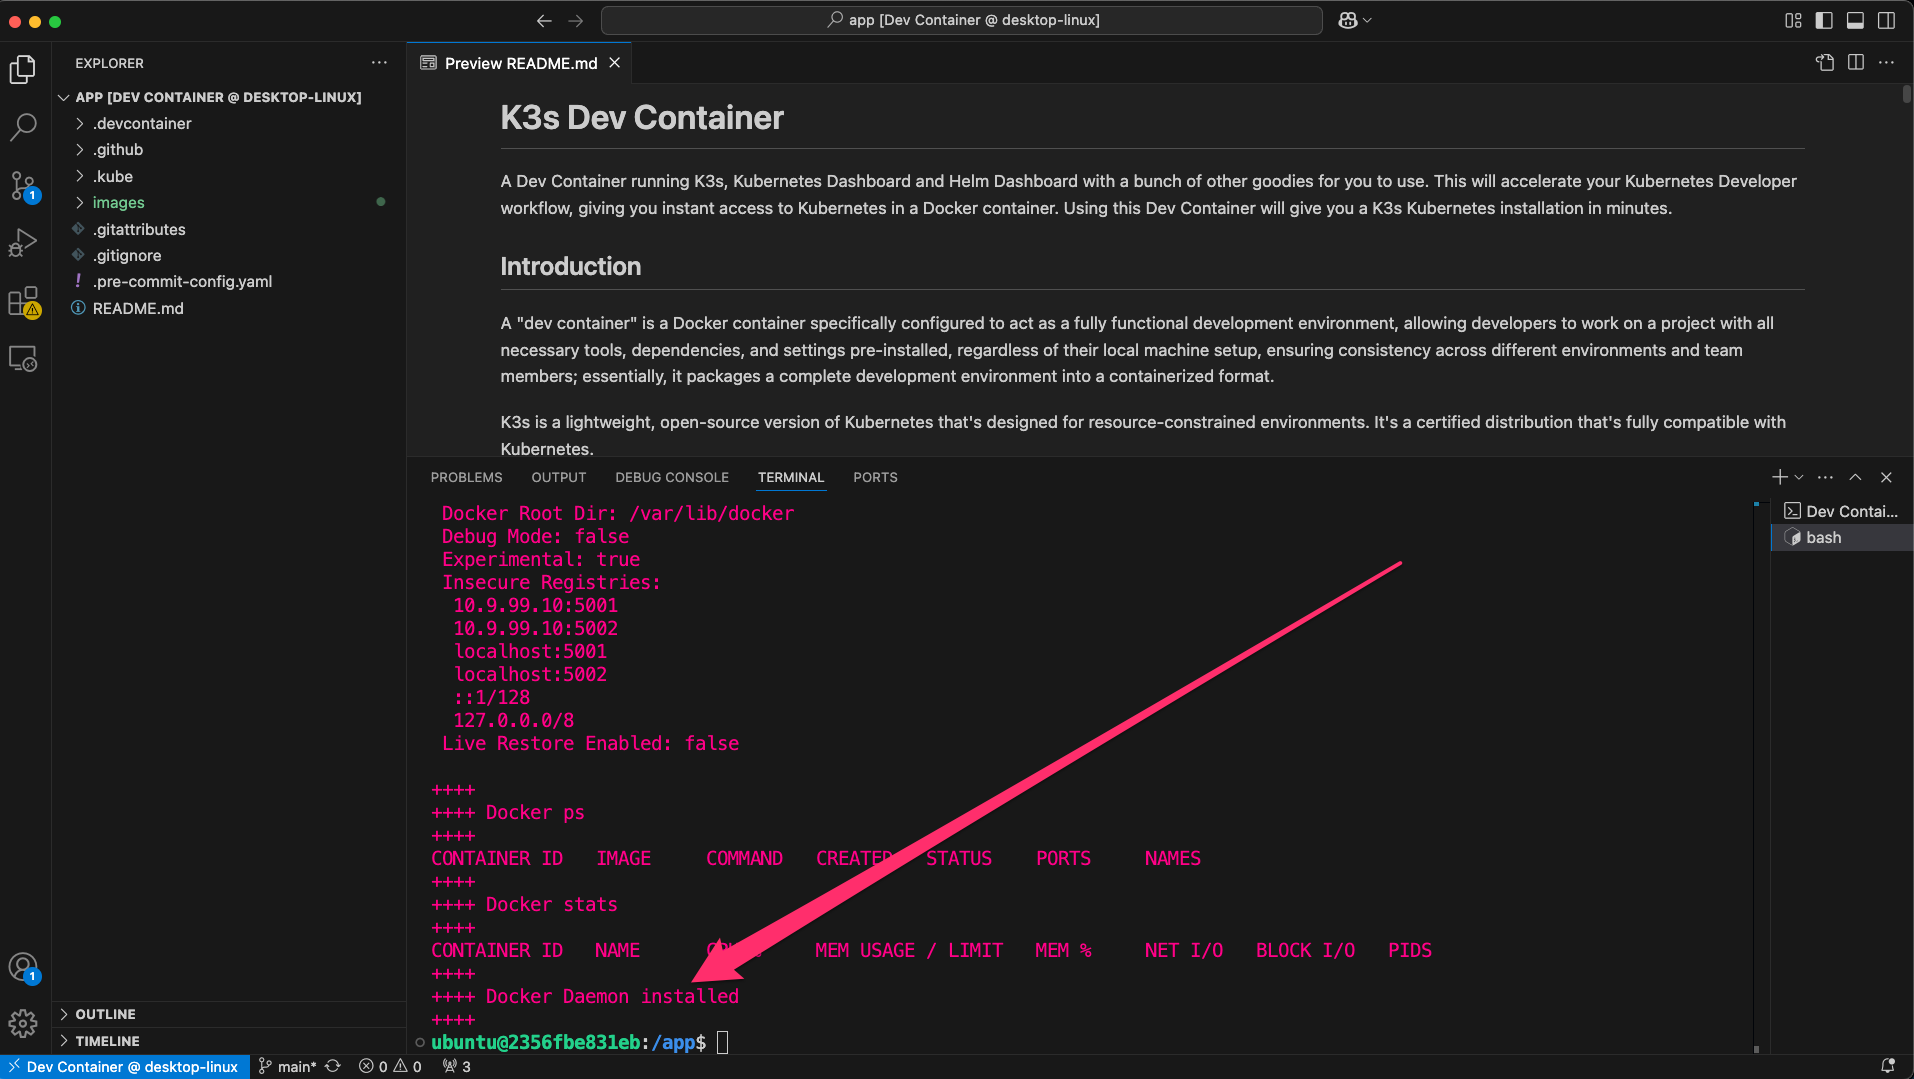 app [Dev Container @ desktop-linux]
EXPLORER
APP [DEV CONTAINER @ DESKTOP-LINUX]
.devcontainer
.github
.kube
images
.gitattributes
.gitignore
! .pre-commit-config.yaml
README.md
OUTLINE
TIMELINE
1
1
Preview README.md
K3s Dev Container
A Dev Container running K3s, Kubernetes Dashboard and Helm Dashboard with a bunch of other goodies for you to use. This will accelerate your Kubernetes Developer
workflow, giving you instant access to Kubernetes in a Docker container. Using this Dev Container will give you a K3s Kubernetes installation in minutes.
Introduction
A "dev container" is a Docker container specifically configured to act as a fully functional development environment, allowing developers to work on a project with all
necessary tools, dependencies, and settings pre-installed, regardless of their local machine setup, ensuring consistency across different environments and team
members; essentially, it packages a complete development environment into a containerized format.
K3s is a lightweight, open-source version of Kubernetes that's designed for resource-constrained environments. It's a certified distribution that's fully compatible with
Kubernetes.
PROBLEMS OUTPUT DEBUG CONSOLE TERMINAL PORTS
Docker Root Dir: /var/lib/docker
Debug Mode: false
Experimental: true
Insecure Registries:
10.9.99.10:5001
10.9.99.10:5002
localhost:5001
localhost:5002
::1/128
127.0.0.0/8
Live Restore Enabled: false
++++
++++ Docker ps
++++
CONTAINER ID IMAGE COMMAND CREATED STATUS PORTS NAMES
++++
++++ Docker stats
++++
CONTAINER ID NAME MEM USAGE / LIMIT MEM % NET I/O BLOCK I/O PIDS
++++
++++ Docker Daemon installed
++++
ubuntu@2356fbe831eb:/app$
Dev Contai...
bash
Dev Container @ desktop-linux main* 0 0 3